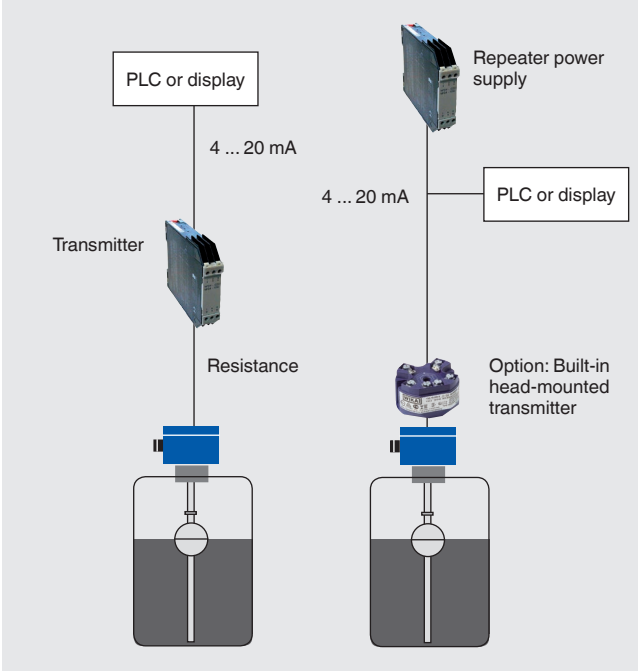 PLC or display
4 ... 20 mA
Transmitter
Resistance
Repeater power
supply
4 ... 20 mA
PLC or display
Option: Built-in
head-mounted
transmitter